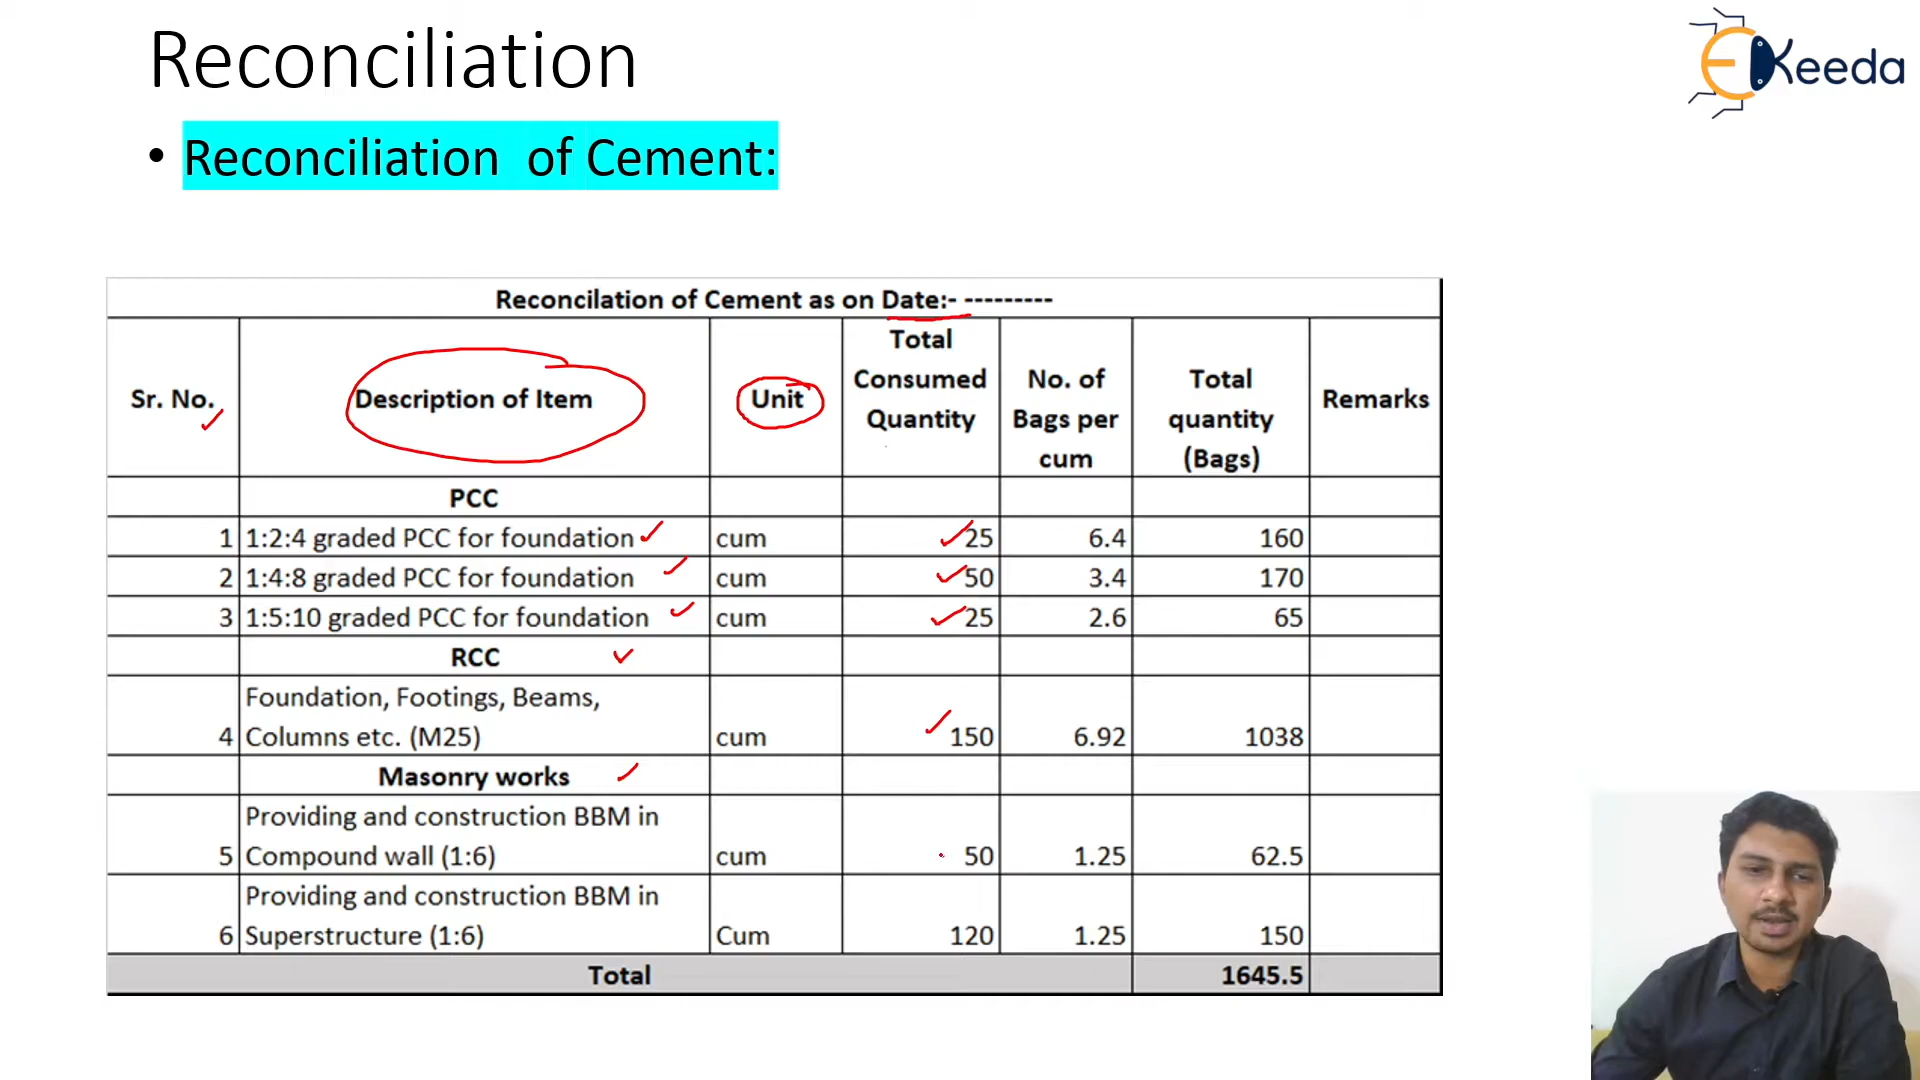 Reconciliation
EKeeda
• Reconciliation of Cement:
Reconcilation of Cement as on Date:- ---------
Sr. No. Description of Item Unit Total Consumed Quantity No. of Bags per cum Total quantity (Bags) Remarks
PCC
1 1:2:4 graded PCC for foundation cum 25 6.4 160
2 1:4:8 graded PCC for foundation cum 50 3.4 170
3 1:5:10 graded PCC for foundation cum 25 2.6 65
RCC
Foundation, Footings, Beams,
4 Columns etc. (M25) cum 150 6.92 1038
Masonry works
Providing and construction BBM in
5 Compound wall (1:6) cum 50 1.25 62.5
Providing and construction BBM in
6 Superstructure (1:6) Cum 120 1.25 150
Total 1645.5